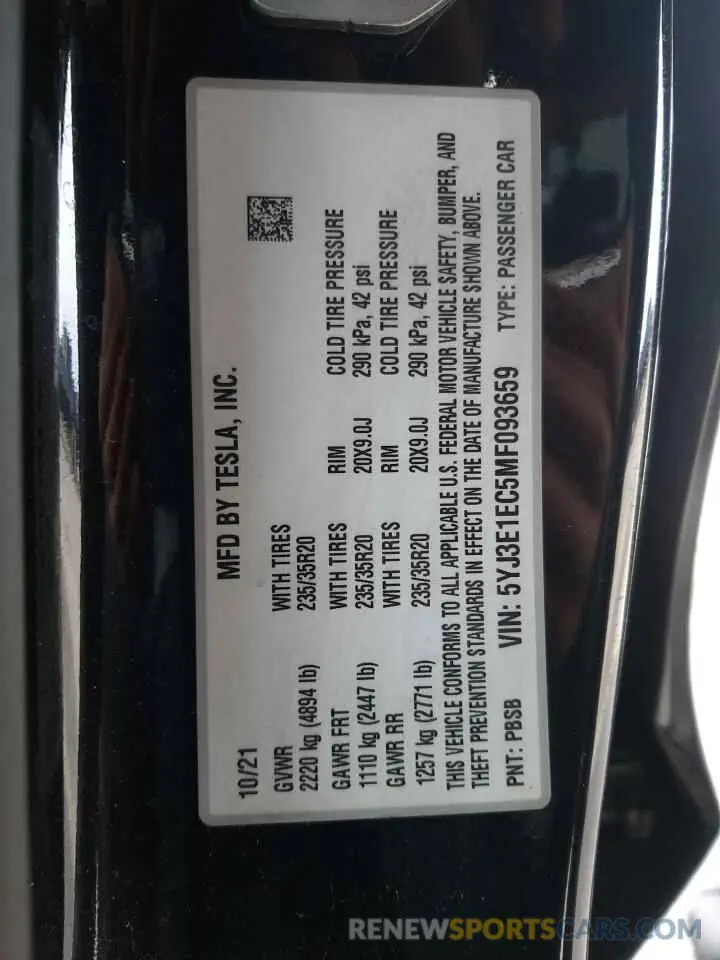 MFD BY TESLA, INC.
10/21
GVWR WITH TIRES
2220 kg (4894 lb) 235/35R20
GAWR FRT WITH TIRES RIM COLD TIRE PRESSURE
1110 kg (2447 lb) 235/35R20 20X9.0J 290 kPa, 42 psi
GAWR RR WITH TIRES RIM COLD TIRE PRESSURE
1257 kg (2771 lb) 235/35R20 20X9.0J 290 kPa, 42 psi
THIS VEHICLE CONFORMS TO ALL APPLICABLE U.S. FEDERAL MOTOR VEHICLE SAFETY, BUMPER, AND
THEFT PREVENTION STANDARDS IN EFFECT ON THE DATE OF MANUFACTURE SHOWN ABOVE.
PNT: PBSB VIN: 5YJ3E1EC5MF093659 TYPE: PASSENGER CAR
RENEWSPORTSCARS.COM